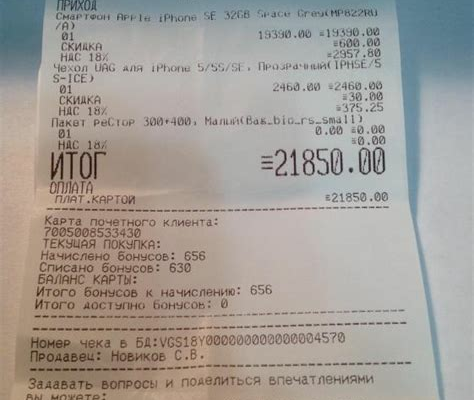 ПРИХОД
Смартфон Apple iPhone SE 32GB Space Grey(MP822RU
/A)
01 19390.00 ≡19390.00
СКИДКА ≡600.00
НДС 18% ≡2957.80
Чехол UAG для iPhone 5/5S/SE, Прозрачный(IPHSE/5
S-ICE)
01 2460.00 ≡2460.00
СКИДКА ≡30.00
НДС 18% ≡375.25
Пакет реСтор 300*400, Малый(Bag_bio_rs_small)
01 0.00 ≡0.00
НДС 18% ≡0.00
ИТОГ ≡21850.00
ОПЛАТА
ПЛАТ.КАРТОЙ ≡21850.00
Карта почетного клиента:
7005008533430
ТЕКУЩАЯ ПОКУПКА:
Начислено бонусов: 656
Списано бонусов: 630
БАЛАНС КАРТЫ:
Итого бонусов к начислению: 656
Итого доступно бонусов: 0
Номер чека в БД:VGS18Y000000000000004570
Продавец: Новиков С.В.
Задавать вопросы и поделиться впечатлениями
вы можете: